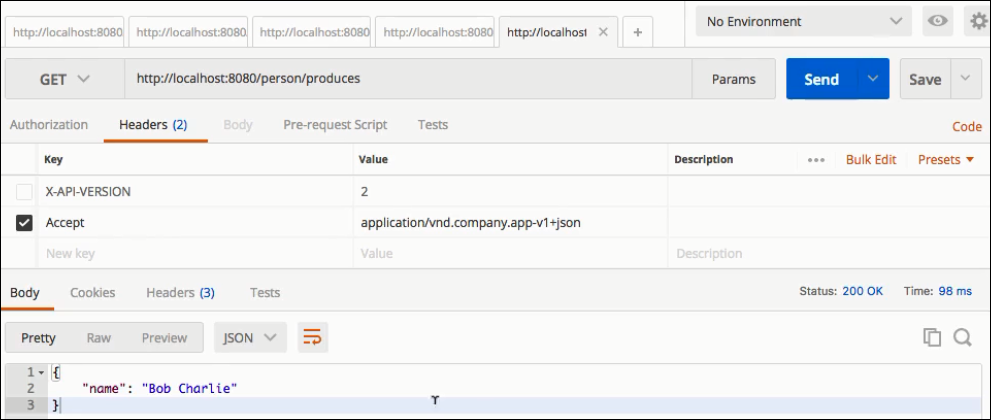 No Environment
http://localhost:8080 http://localhost:8080 http://localhost:8080 http://localhost:8080 http://localhost × +
GET http://localhost:8080/person/produces Params Send Save
Authorization Headers (2) Body Pre-request Script Tests Code
Key Value Description ••• Bulk Edit Presets
X-API-VERSION 2
Accept application/vnd.company.app-v1+json
New key Value Description
Body Cookies Headers (3) Tests Status: 200 OK Time: 98 ms
Pretty Raw Preview JSON
1 {
2 "name": "Bob Charlie"
3 }